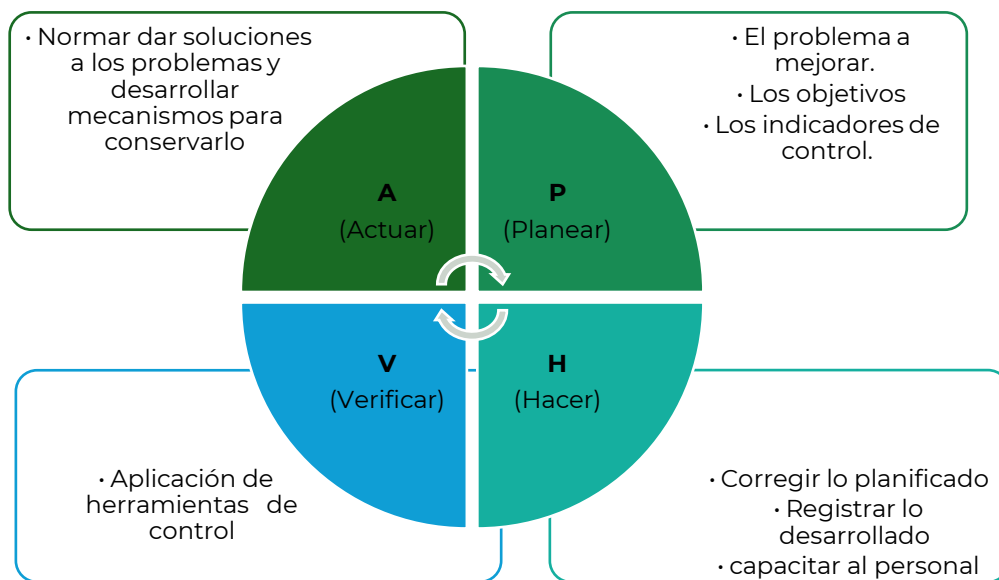 · Normar dar soluciones
a los problemas y
desarrollar
mecanismos para
conservarlo
· El problema a
mejorar.
· Los objetivos
· Los indicadores de
control.
A
(Actuar)
P
(Planear)
V
(Verificar)
H
(Hacer)
· Aplicación de
herramientas de
control
· Corregir lo planificado
· Registrar lo
desarrollado
· capacitar al personal